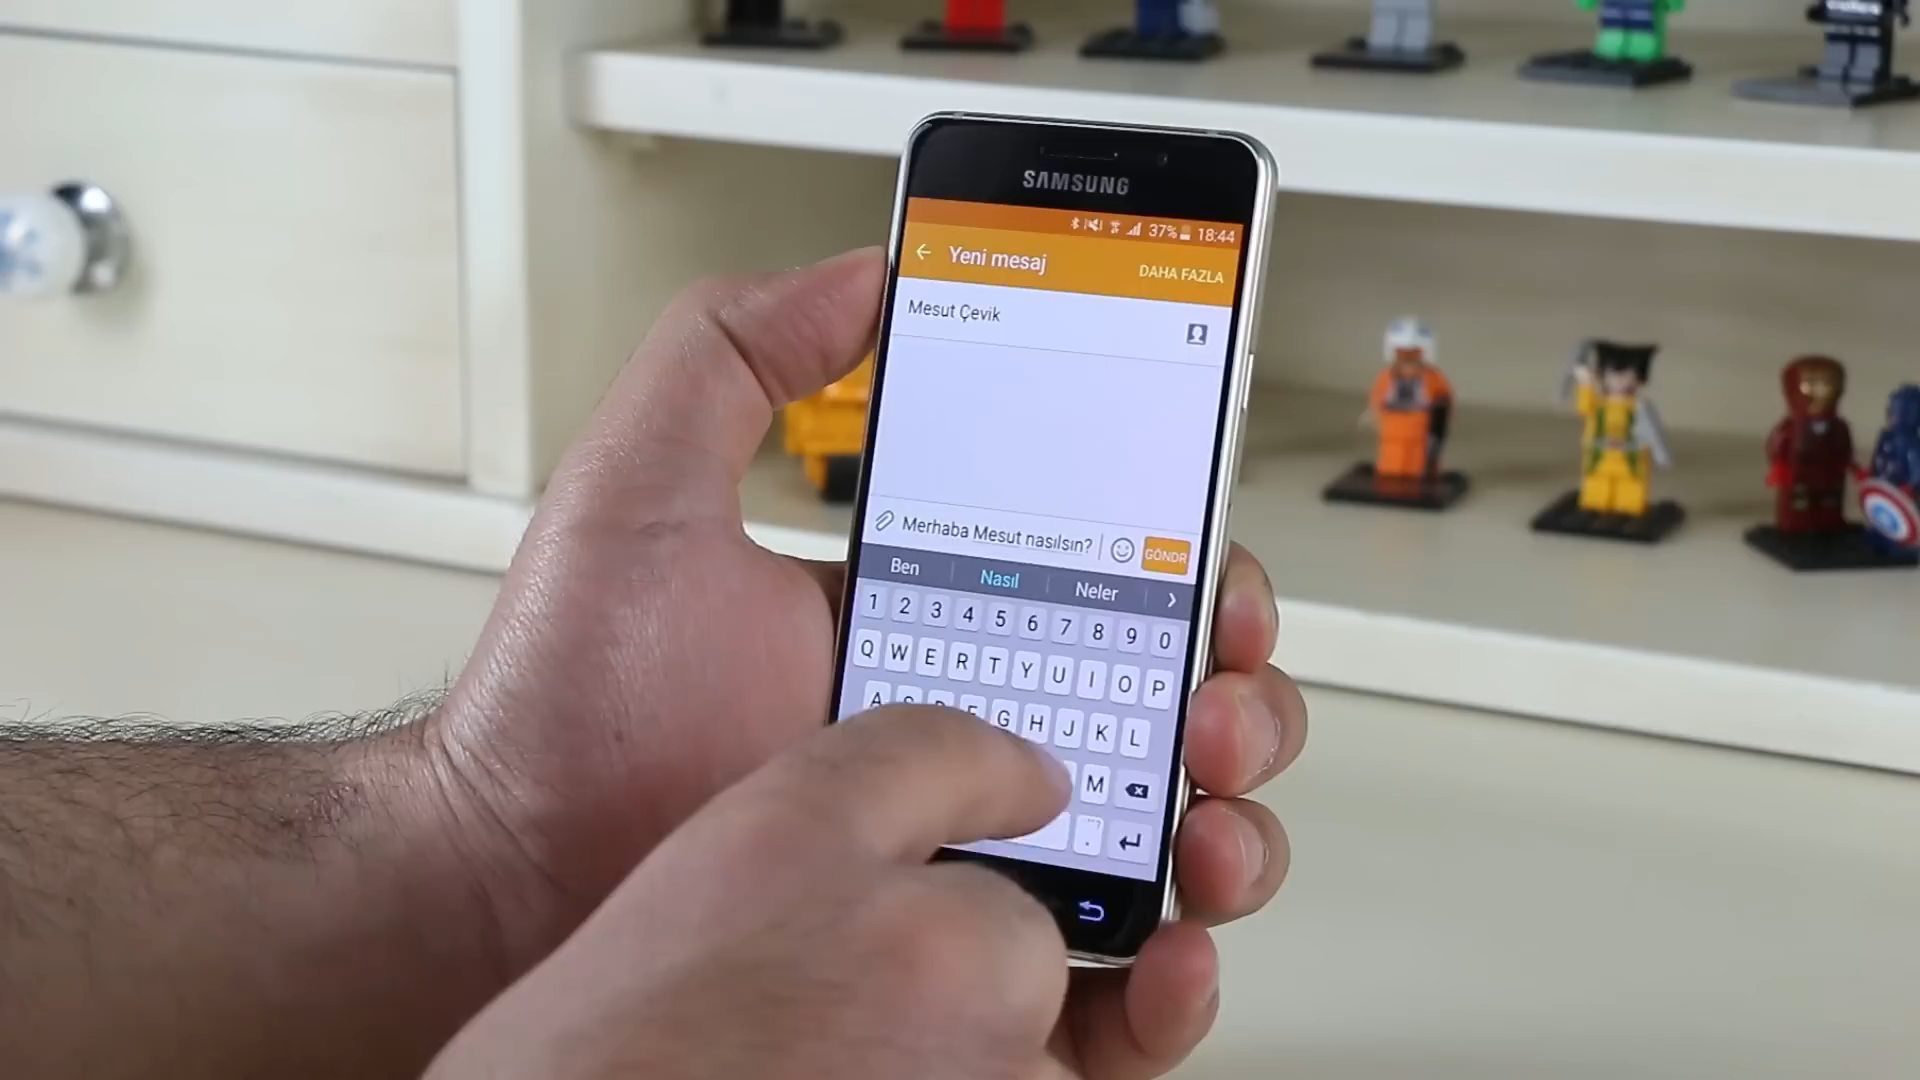 SAMSUNG
37% 18:44
Yeni mesaj
DAHA FAZLA
Mesut Çevik
Merhaba Mesut nasılsın?
GÖNDR
Ben Nasıl Neler
1 2 3 4 5 6 7 8 9 0
Q W E R T Y U I O P
A G H J K L
M
.